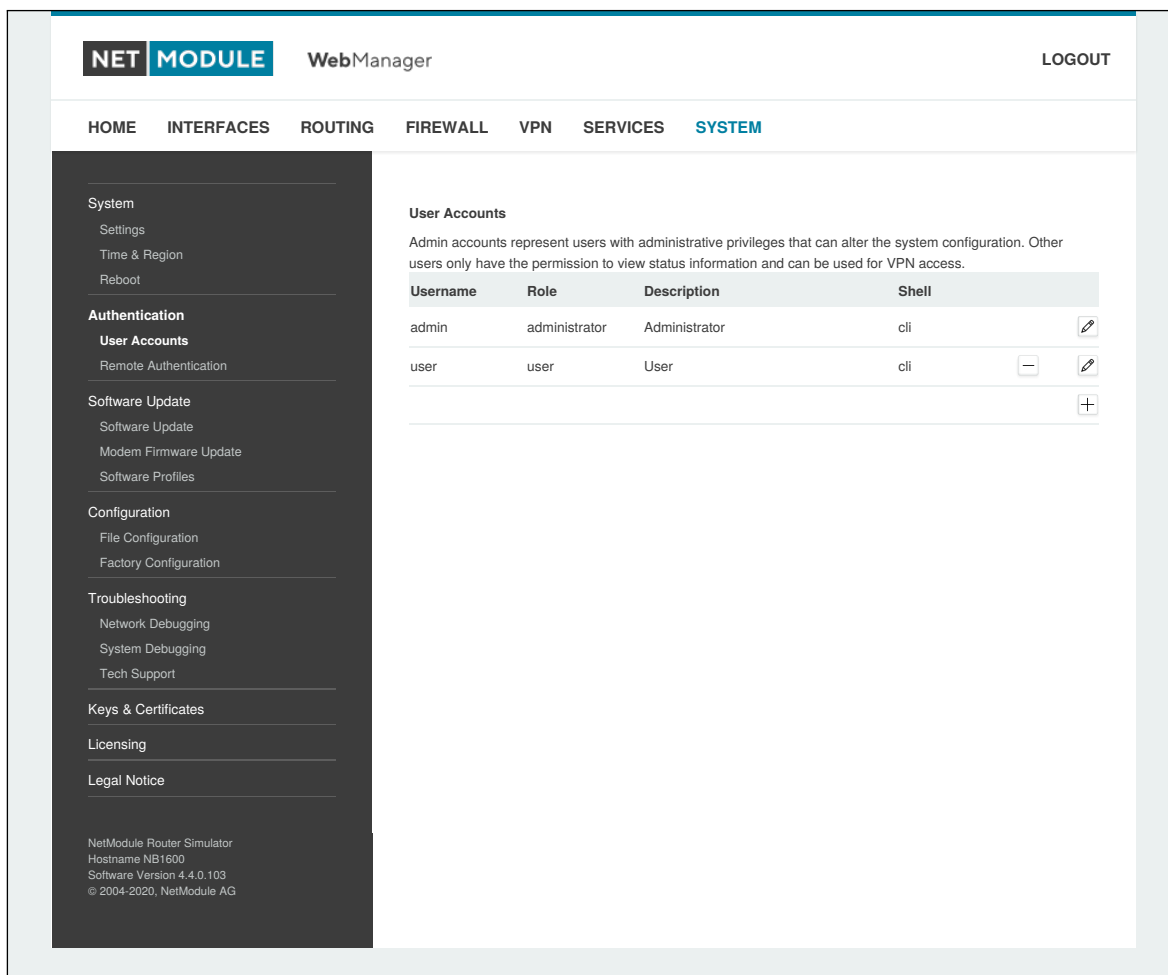 NET MODULE WebManager LOGOUT
HOME INTERFACES ROUTING FIREWALL VPN SERVICES SYSTEM
System
Settings
Time & Region
Reboot
Authentication
User Accounts
Remote Authentication
Software Update
Software Update
Modem Firmware Update
Software Profiles
Configuration
File Configuration
Factory Configuration
Troubleshooting
Network Debugging
System Debugging
Tech Support
Keys & Certificates
Licensing
Legal Notice
NetModule Router Simulator
Hostname NB1600
Software Version 4.4.0.103
© 2004-2020, NetModule AG
User Accounts
Admin accounts represent users with administrative privileges that can alter the system configuration. Other
users only have the permission to view status information and can be used for VPN access.
Username Role Description Shell
admin administrator Administrator cli
user user User cli